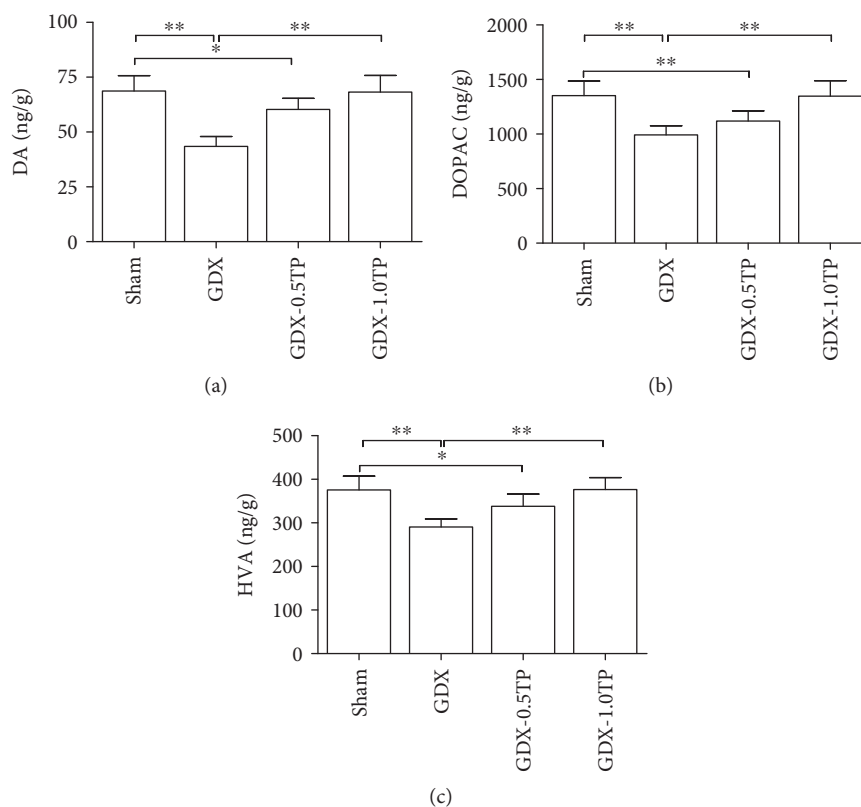 100
75
50
25
0
DA (ng/g)
**
**
*
Sham
GDX
GDX-0.5TP
GDX-1.0TP
(a)
2000
1500
1000
500
0
DOPAC (ng/g)
**
**
**
Sham
GDX
GDX-0.5TP
GDX-1.0TP
(b)
500
400
300
200
100
0
HVA (ng/g)
**
**
*
Sham
GDX
GDX-0.5TP
GDX-1.0TP
(c)